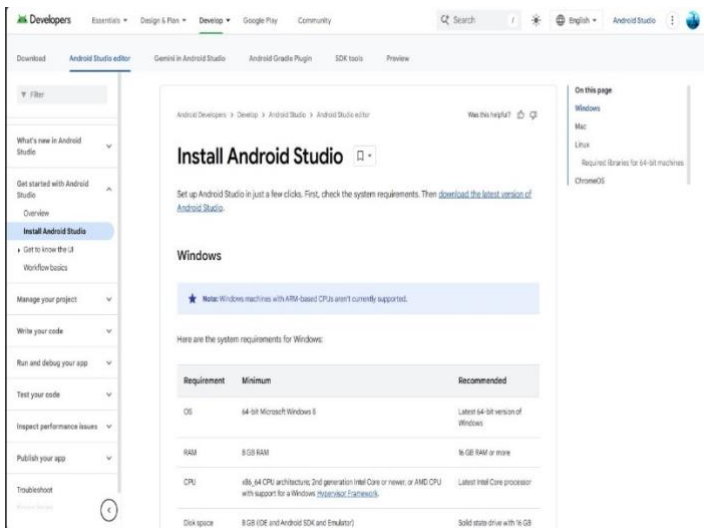 Developers Essentials Design & Plan Develop Google Play Community Search / English Android Studio
Download Android Studio editor Gemini in Android Studio Android Gradle Plugin SDK tools Preview
Filter
What's new in Android
Studio
Get started with Android
Studio
Overview
Install Android Studio
Get to know the UI
Workflow basics
Manage your project
Write your code
Run and debug your app
Test your code
Inspect performance issues
Publish your app
Troubleshoot
Android Developers > Develop > Android Studio > Android Studio editor
Was this helpful?
Install Android Studio
Set up Android Studio in just a few clicks. First, check the system requirements. Then download the latest version of
Android Studio.
Windows
Note: Windows machines with ARM-based CPUs aren't currently supported.
Here are the system requirements for Windows:
Requirement Minimum Recommended
OS 64-bit Microsoft Windows 8 Latest 64-bit version of
Windows
RAM 8 GB RAM 16 GB RAM or more
CPU x86_64 CPU architecture; 2nd generation Intel Core or newer, or AMD CPU Latest Intel Core processor
with support for a Windows Hypervisor Framework.
Disk space 8 GB (IDE and Android SDK and Emulator) Solid state drive with 16 GB
On this page
Windows
Mac
Linux
Required libraries for 64-bit machines
ChromeOS